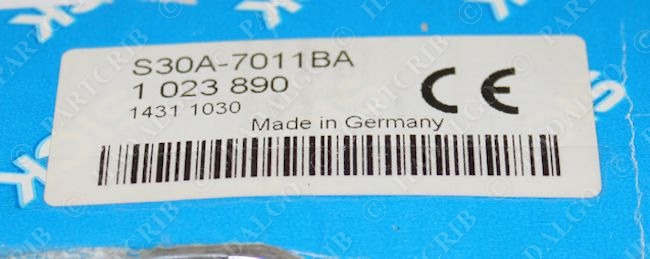 S30A-7011BA
1 023 890
1431 1030
CE
Made in Germany